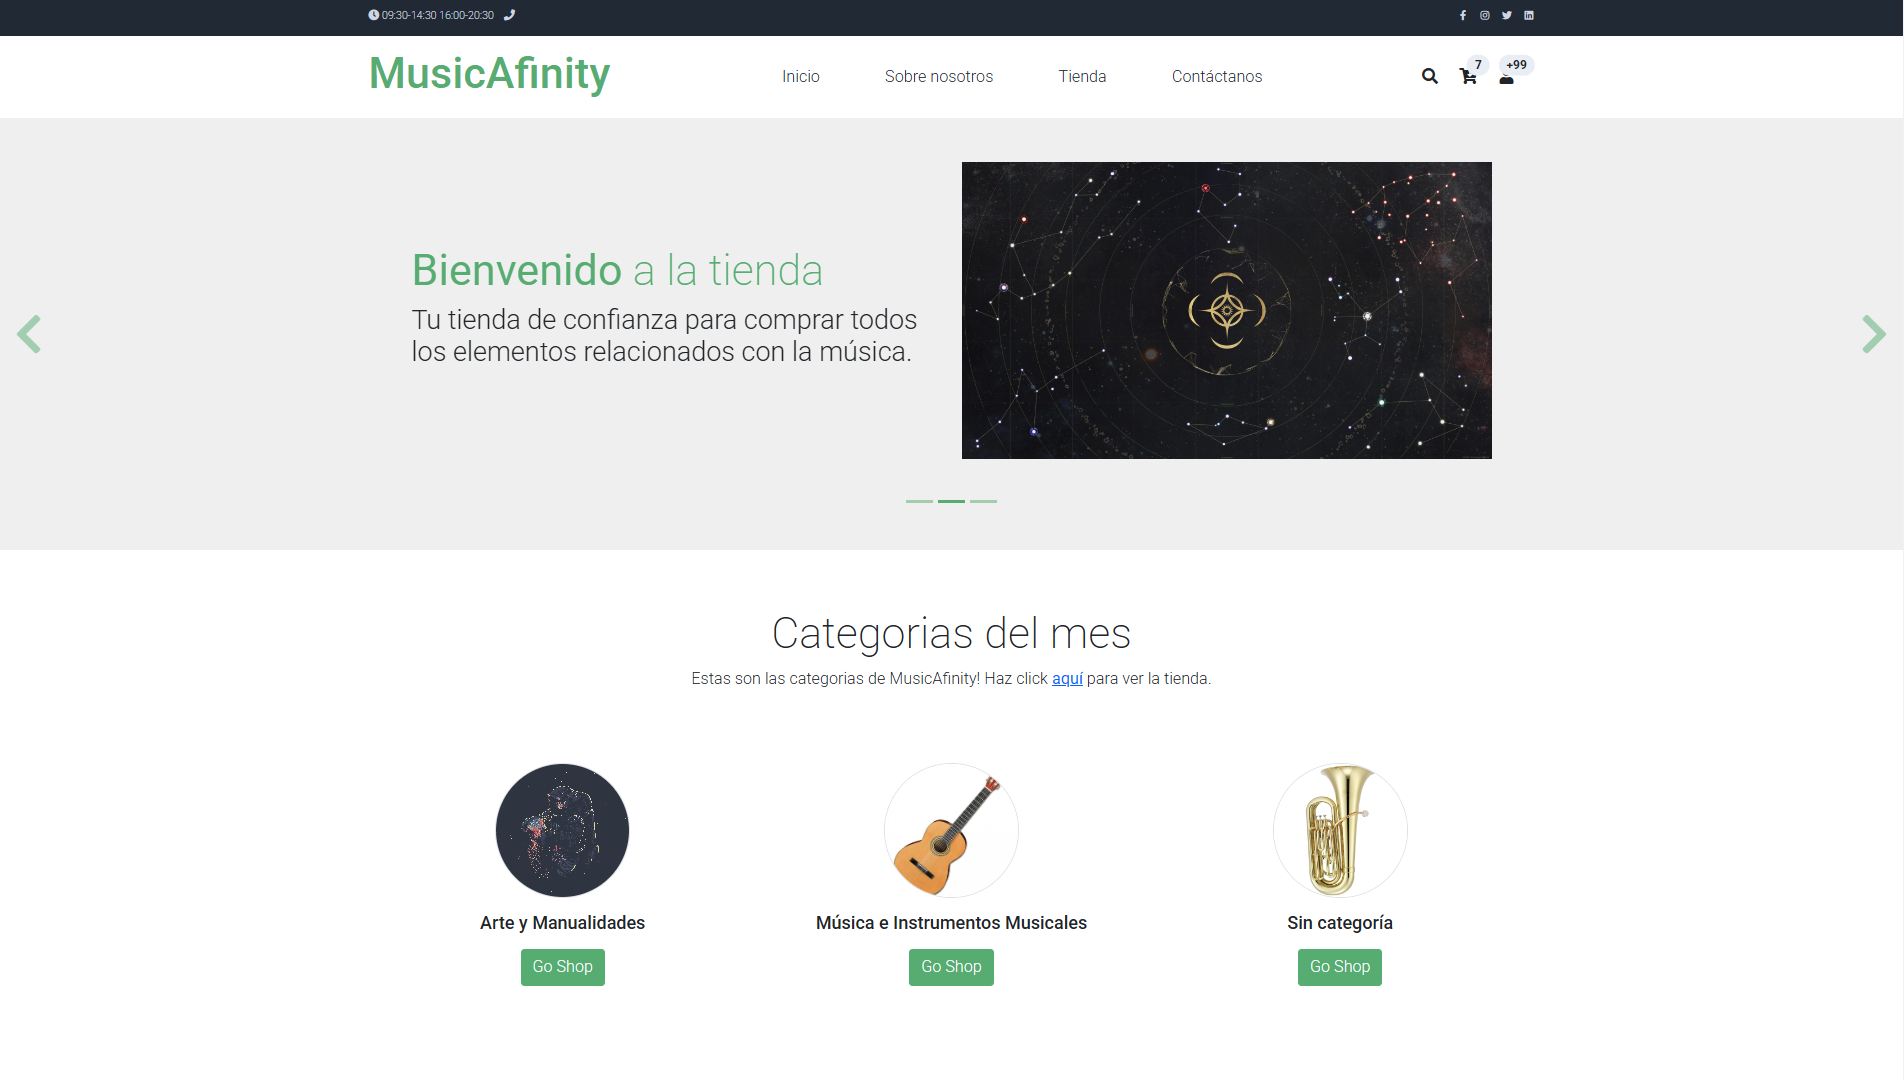 09:30-14:30 16:00-20:30
MusicAfinity
Inicio
Sobre nosotros
Tienda
Contáctanos
7
+99
Bienvenido a la tienda
Tu tienda de confianza para comprar todos
los elementos relacionados con la música.
Categorias del mes
Estas son las categorias de MusicAfinity! Haz click aquí para ver la tienda.
Arte y Manualidades
Música e Instrumentos Musicales
Sin categoría
Go Shop
Go Shop
Go Shop